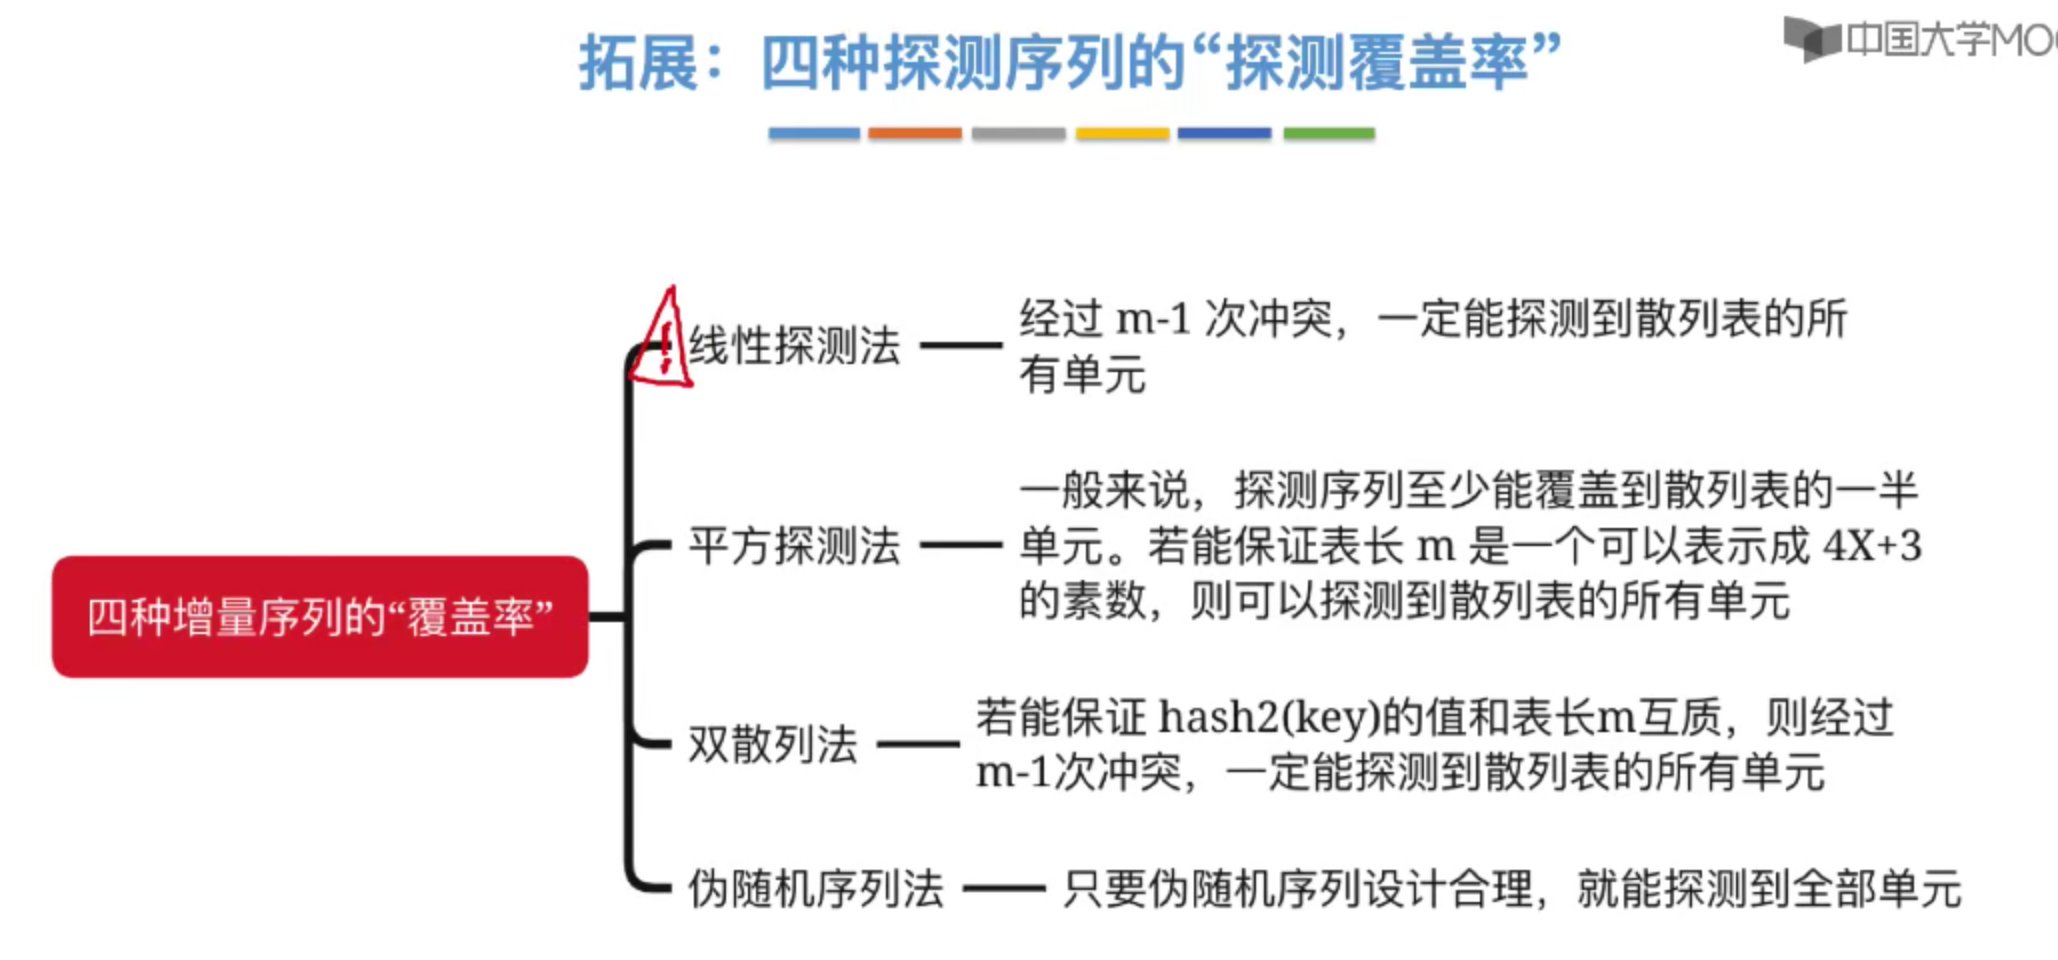 拓展：四种探测序列的“探测覆盖率”
中国大学MO
线性探测法
经过 m-1 次冲突，一定能探测到散列表的所
有单元
平方探测法
一般来说，探测序列至少能覆盖到散列表的一半
单元。若能保证表长 m 是一个可以表示成 4X+3
的素数，则可以探测到散列表的所有单元
四种增量序列的“覆盖率”
双散列法
若能保证 hash2(key)的值和表长m互质，则经过
m-1次冲突，一定能探测到散列表的所有单元
伪随机序列法
只要伪随机序列设计合理，就能探测到全部单元